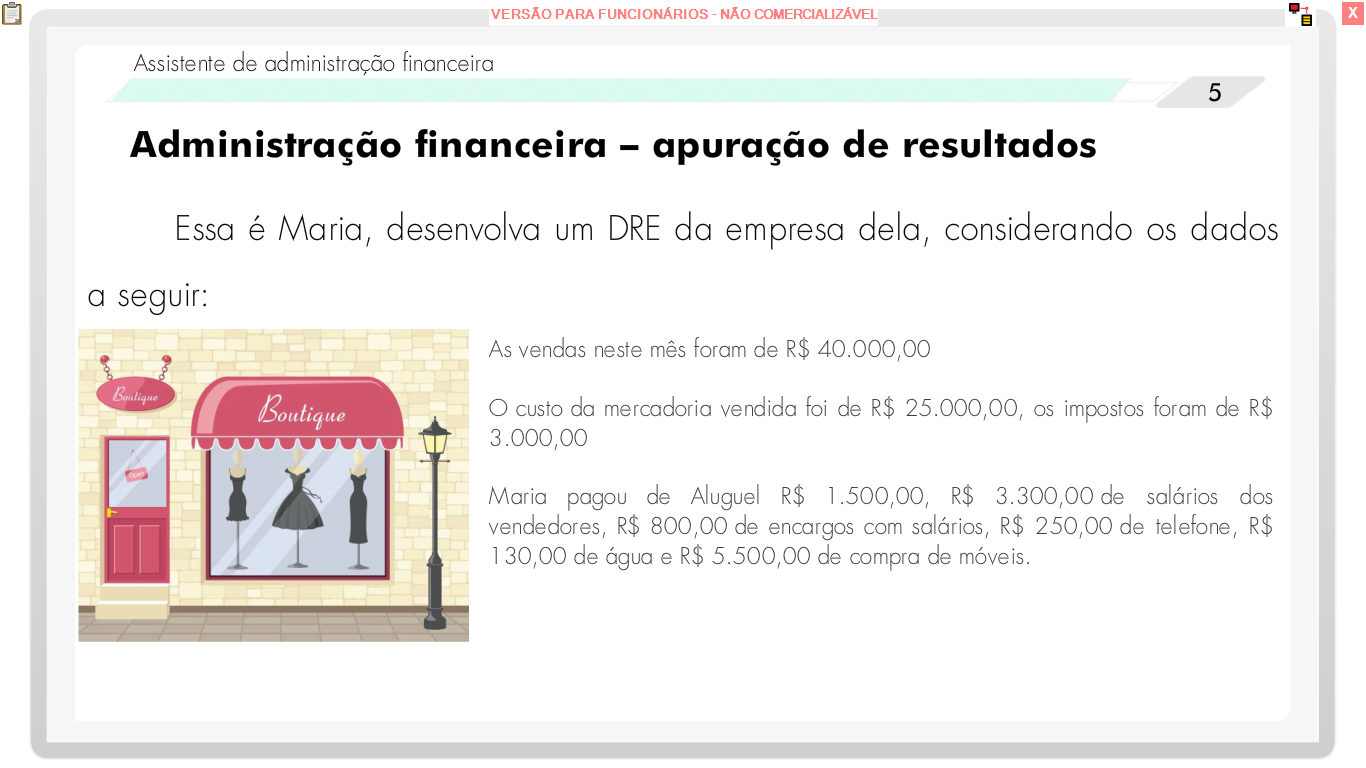 VERSÃO PARA FUNCIONÁRIOS - NÃO COMERCIALIZÁVEL
X
Assistente de administração financeira
5
Administração financeira – apuração de resultados
Essa é Maria, desenvolva um DRE da empresa dela, considerando os dados
a seguir:
Boutique
Boutique
Open
As vendas neste mês foram de R$ 40.000,00
O custo da mercadoria vendida foi de R$ 25.000,00, os impostos foram de R$
3.000,00
Maria pagou de Aluguel R$ 1.500,00, R$ 3.300,00 de salários dos
vendedores, R$ 800,00 de encargos com salários, R$ 250,00 de telefone, R$
130,00 de água e R$ 5.500,00 de compra de móveis.